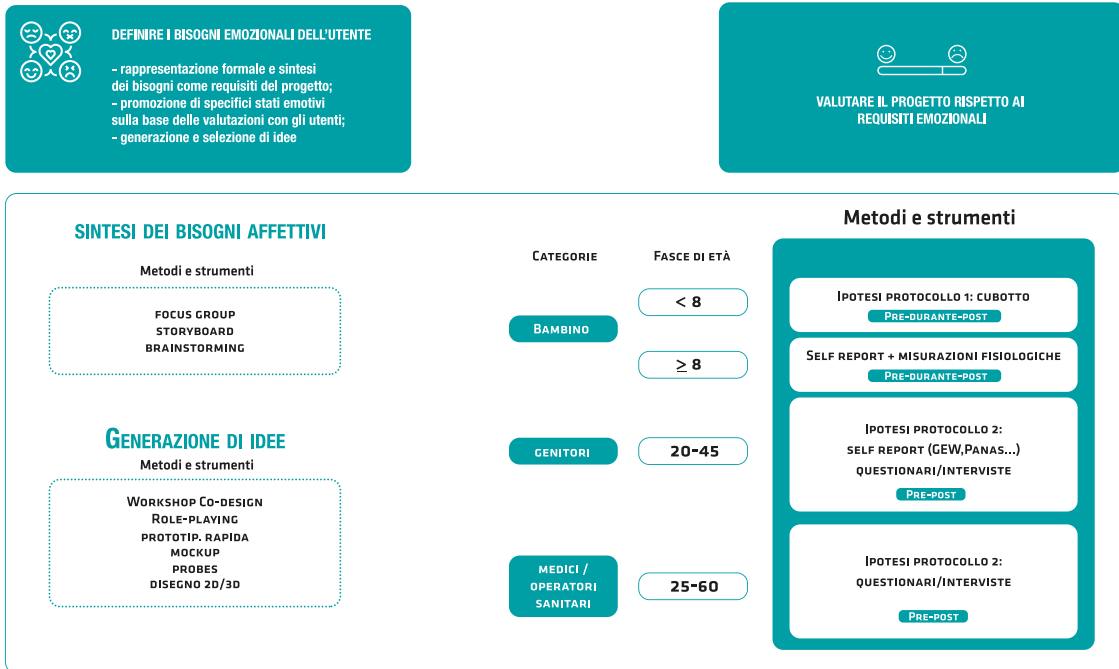 DEFINIRE I BISOGNI EMOZIONALI DELL'UTENTE
– rappresentazione formale e sintesi
dei bisogni come requisiti del progetto;
– promozione di specifici stati emotivi
sulla base delle valutazioni con gli utenti;
– generazione e selezione di idee
VALUTARE IL PROGETTO RISPETTO AI
REQUISITI EMOZIONALI
SINTESI DEI BISOGNI AFFETTIVI
Metodi e strumenti
FOCUS GROUP
STORYBOARD
BRAINSTORMING
GENERAZIONE DI IDEE
Metodi e strumenti
WORKSHOP CO-DESIGN
ROLE-PLAYING
PROTOTIP. RAPIDA
MOCKUP
PROBES
DISEGNO 2D/3D
CATEGORIE
FASCE DI ETÀ
BAMBINO
< 8
≥ 8
GENITORI
20-45
MEDICI /
OPERATORI
SANITARI
25-60
Metodi e strumenti
IPOTESI PROTOCOLLO 1: CUBOTTO
PRE-DURANTE-POST
SELF REPORT + MISURAZIONI FISIOLOGICHE
PRE-DURANTE-POST
IPOTESI PROTOCOLLO 2:
SELF REPORT (GEW,PANAS...)
QUESTIONARI/INTERVISTE
PRE-POST
IPOTESI PROTOCOLLO 2:
QUESTIONARI/INTERVISTE
PRE-POST